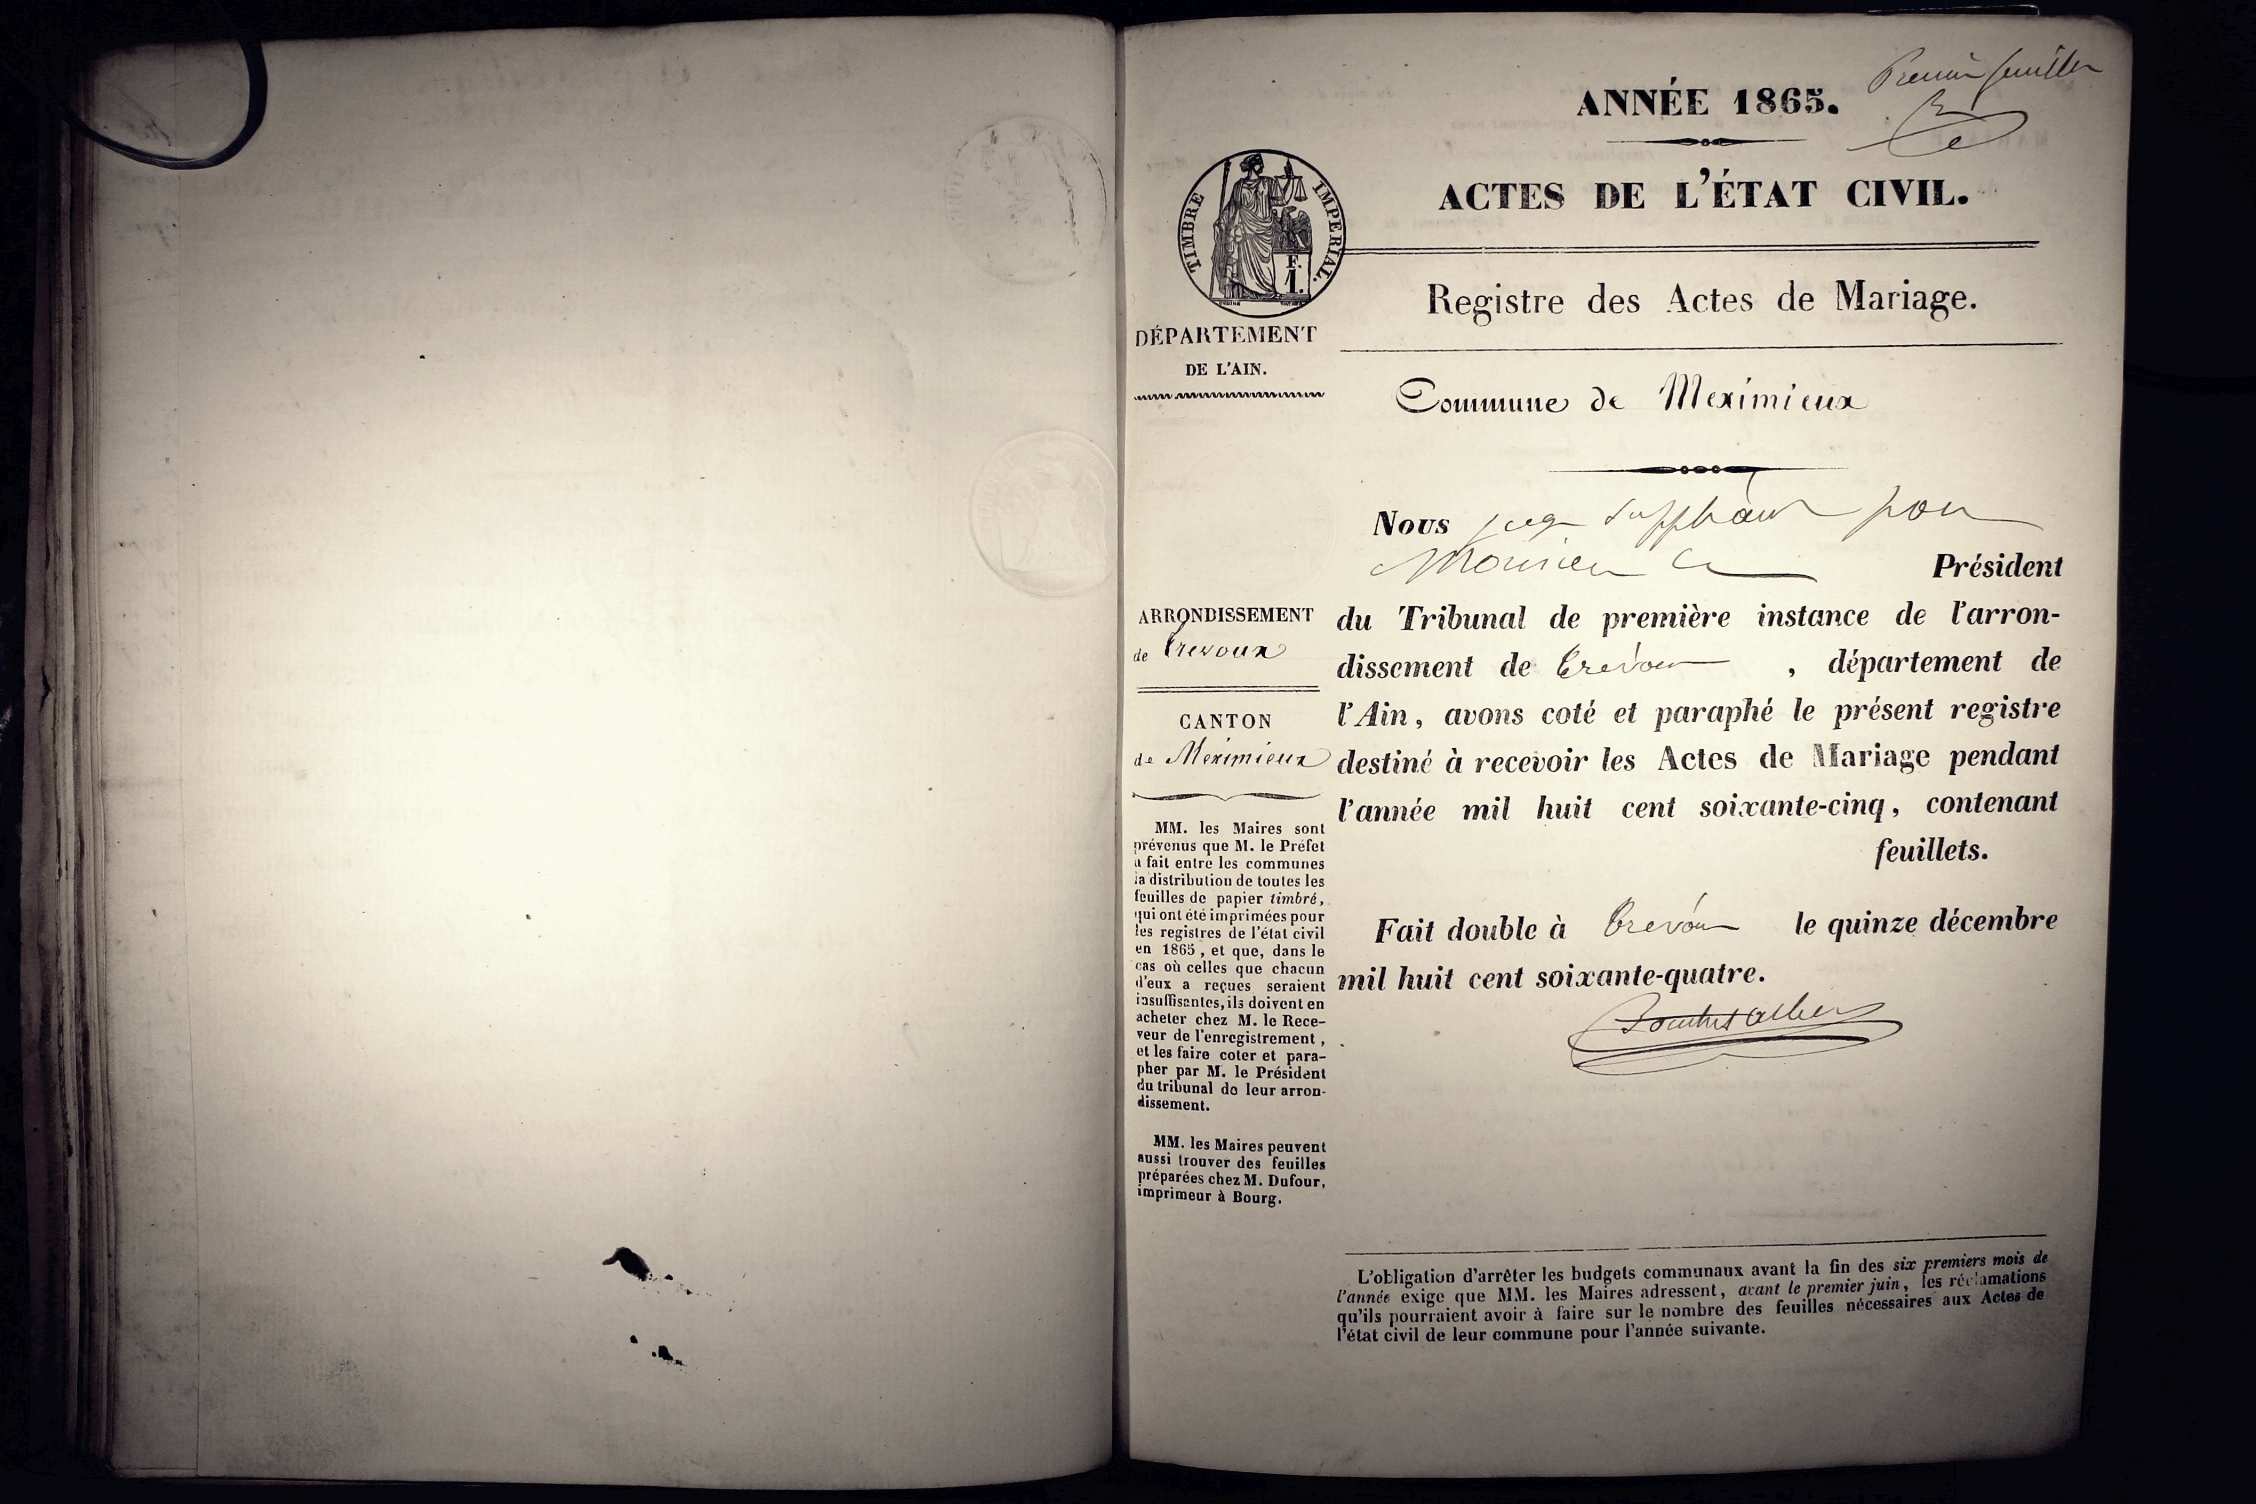 Premier feuillet
ANNÉE 1865.
ACTES DE L'ÉTAT CIVIL.
TIMBRE IMPERIAL.
F.
1.
Registre des Actes de Mariage.
DÉPARTEMENT
DE L'AIN.
Commune de Meximieux
Nous juge suppléant pour
Monsieur le Président
du Tribunal de première instance de l'arron-
dissement de Trévoux, département de
l'Ain, avons coté et paraphé le présent registre
destiné à recevoir les Actes de Mariage pendant
l'année mil huit cent soixante-cinq, contenant
feuillets.
Fait double à Trévoux le quinze décembre
mil huit cent soixante-quatre.
ARRONDISSEMENT
de Trevoux
CANTON
de Meximieux
MM. les Maires sont
prévenus que M. le Préfet
a fait entre les communes
la distribution de toutes les
feuilles de papier timbré,
qui ont été imprimées pour
les registres de l'état civil
en 1865, et que, dans le
cas où celles que chacun
d'eux a reçues seraient
insuffisantes, ils doivent en
acheter chez M. le Rece-
veur de l'enregistrement,
et les faire coter et para-
pher par M. le Président
du tribunal de leur arron-
dissement.
MM. les Maires peuvent
aussi trouver des feuilles
préparées chez M. Dufour,
imprimeur à Bourg.
L'obligation d'arrêter les budgets communaux avant la fin des six premiers mois de
l'année exige que MM. les Maires adressent, avant le premier juin, les réclamations
qu'ils pourraient avoir à faire sur le nombre des feuilles nécessaires aux Actes de
l'état civil de leur commune pour l'année suivante.